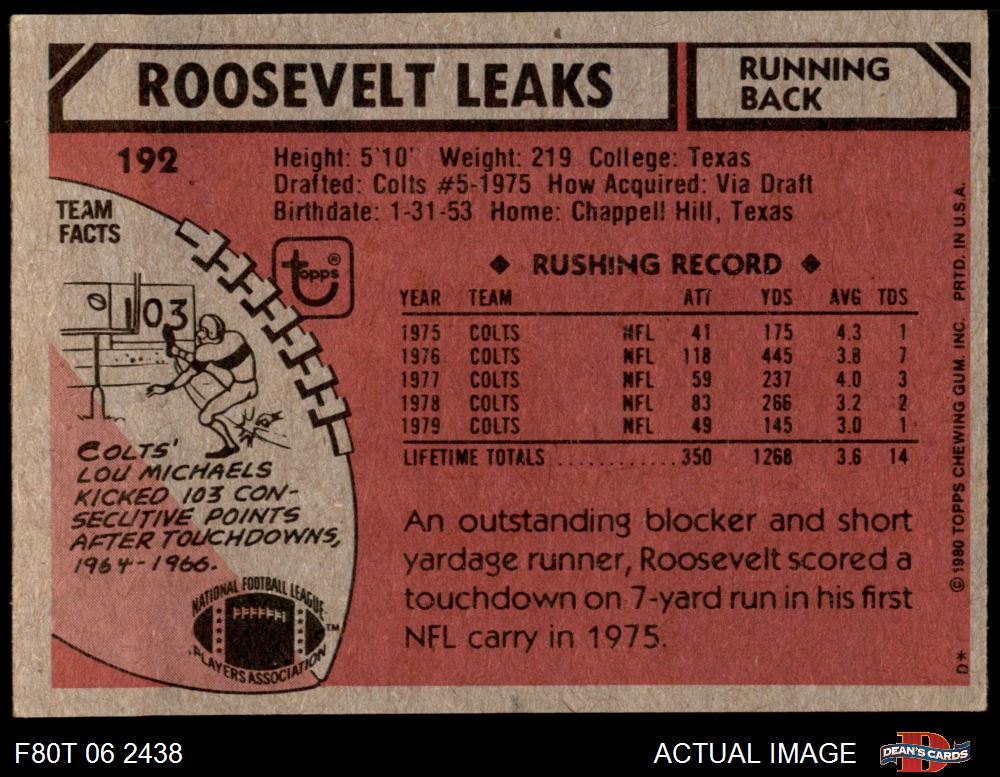 ROOSEVELT LEAKS
RUNNING
BACK
192
Height: 5'10" Weight: 219 College: Texas
Drafted: Colts #5-1975 How Acquired: Via Draft
Birthdate: 1-31-53 Home: Chappell Hill, Texas
TEAM
FACTS
103
topps®
◆ RUSHING RECORD ◆
YEAR TEAM ATT YDS AVG TDS
1975 COLTS NFL 41 175 4.3 1
1976 COLTS NFL 118 445 3.8 7
1977 COLTS NFL 59 237 4.0 3
1978 COLTS NFL 83 266 3.2 2
1979 COLTS NFL 49 145 3.0 1
LIFETIME TOTALS ............ 350 1268 3.6 14
COLTS'
LOU MICHAELS
KICKED 103 CON-
SECUTIVE POINTS
AFTER TOUCHDOWNS,
1964-1966.
An outstanding blocker and short
yardage runner, Roosevelt scored a
touchdown on 7-yard run in his first
NFL carry in 1975.
NATIONAL FOOTBALL LEAGUE
PLAYERS ASSOCIATION
TM
© 1980 TOPPS CHEWING GUM, INC. PRTD. IN U.S.A.
D*
F80T 06 2438
ACTUAL IMAGE
D
DEAN'S CARDS